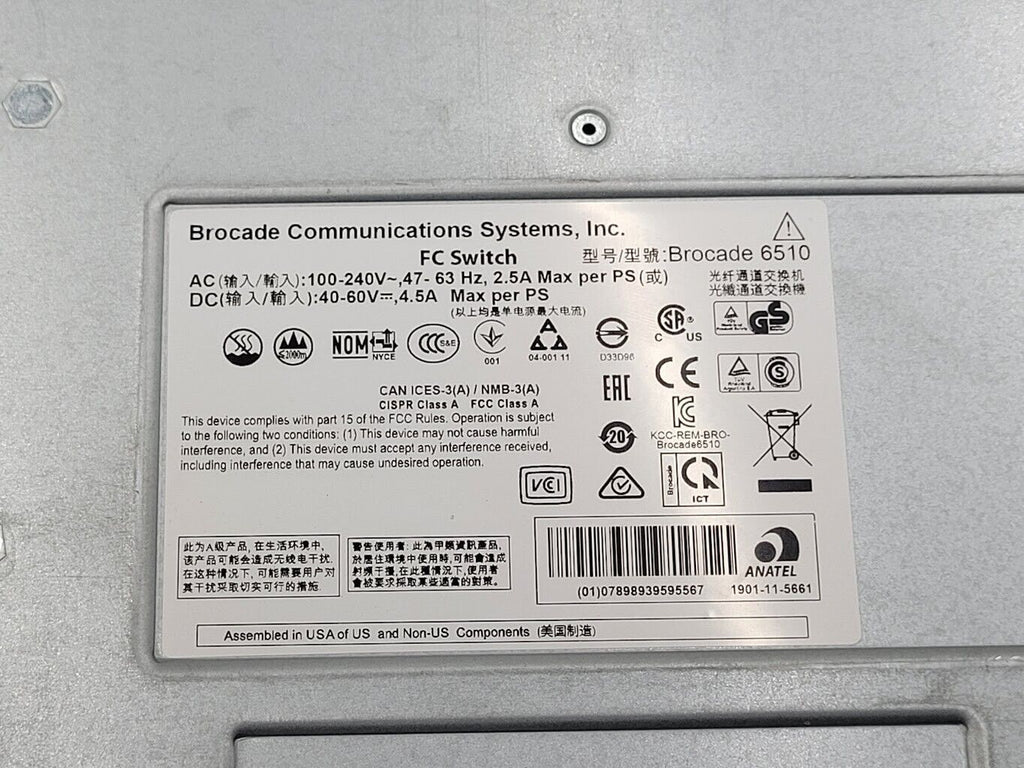 Brocade Communications Systems, Inc.
FC Switch
型号/型號:Brocade 6510
AC(输入/輸入):100-240V~,47- 63 Hz, 2.5A Max per PS(或)
DC(输入/輸入):40-60V⎓,4.5A Max per PS
(以上均是单电源最大电流)
光纤通道交换机
光纖通道交換機
≤2000m
NOM
NYCE
CCC S&E
001
04-001 11
D33D96
C SA® US
GS
CAN ICES-3(A) / NMB-3(A)
CISPR Class A FCC Class A
EAC
CE
This device complies with part 15 of the FCC Rules. Operation is subject
to the following two conditions: (1) This device may not cause harmful
interference, and (2) This device must accept any interference received,
including interference that may cause undesired operation.
20
KCC-REM-BRO-
Brocade6510
VCI
Brocade
ICT
此为A级产品, 在生活环境中,
该产品可能会造成无线电干扰.
在这种情况下, 可能需要用户对
其干扰采取切实可行的措施.
警告使用者: 此為甲類資訊產品,
於居住環境中使用時,可能會造成
射頻干擾,在此種情況下,使用者
會被要求採取某些適當的對策.
(01)07898939595567
ANATEL
1901-11-5661
Assembled in USA of US and Non-US Components (美国制造)